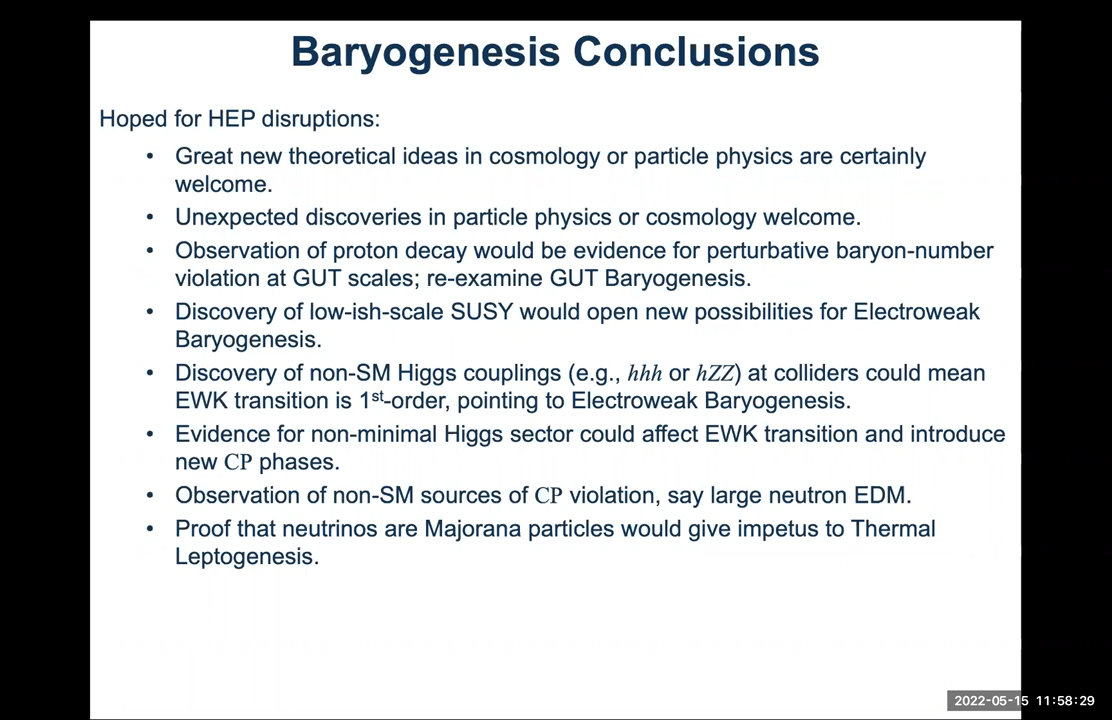 Baryogenesis Conclusions
Hoped for HEP disruptions:
• Great new theoretical ideas in cosmology or particle physics are certainly
welcome.
• Unexpected discoveries in particle physics or cosmology welcome.
• Observation of proton decay would be evidence for perturbative baryon-number
violation at GUT scales; re-examine GUT Baryogenesis.
• Discovery of low-ish-scale SUSY would open new possibilities for Electroweak
Baryogenesis.
• Discovery of non-SM Higgs couplings (e.g., hhh or hZZ) at colliders could mean
EWK transition is 1st-order, pointing to Electroweak Baryogenesis.
• Evidence for non-minimal Higgs sector could affect EWK transition and introduce
new CP phases.
• Observation of non-SM sources of CP violation, say large neutron EDM.
• Proof that neutrinos are Majorana particles would give impetus to Thermal
Leptogenesis.
2022-05-15 11:58:29